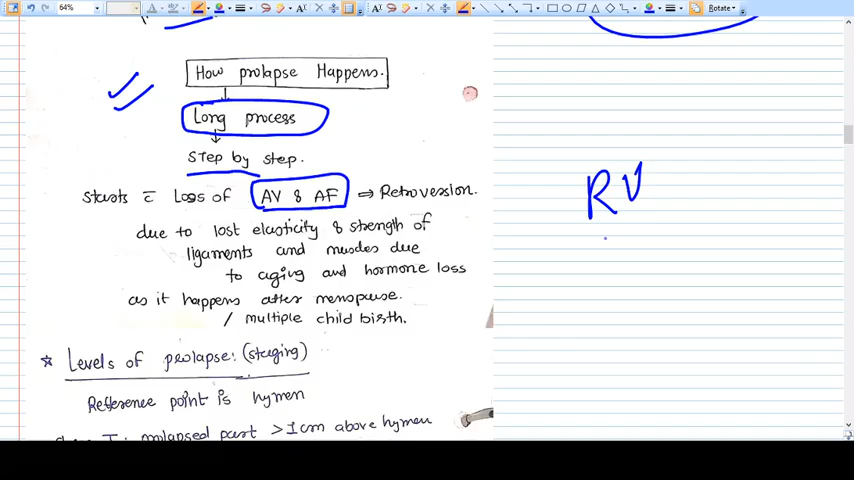 64%
Rotate
How prolapse Happens.
Long process
Step by step.
Starts c̄ Loss of AV & AF ⇒ Retroversion.
due to lost elasticity & strength of
ligaments and muscles due
to aging and hormone loss
as it happens after menopause.
/ multiple child birth.
RV
* Levels of prolapse: (staging)
Reference point is hymen
I: prolapsed part >1cm above hymen